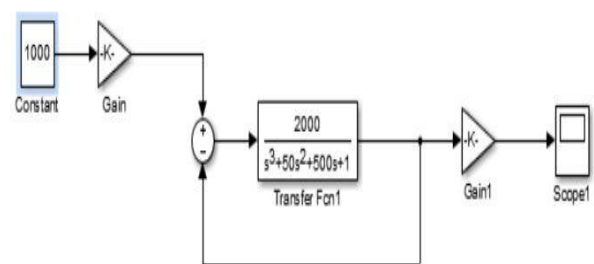 1000
Constant
-K-
Gain
+
−
2000
s³+50s²+500s+1
Transfer Fcn1
-K-
Gain1
Scope1